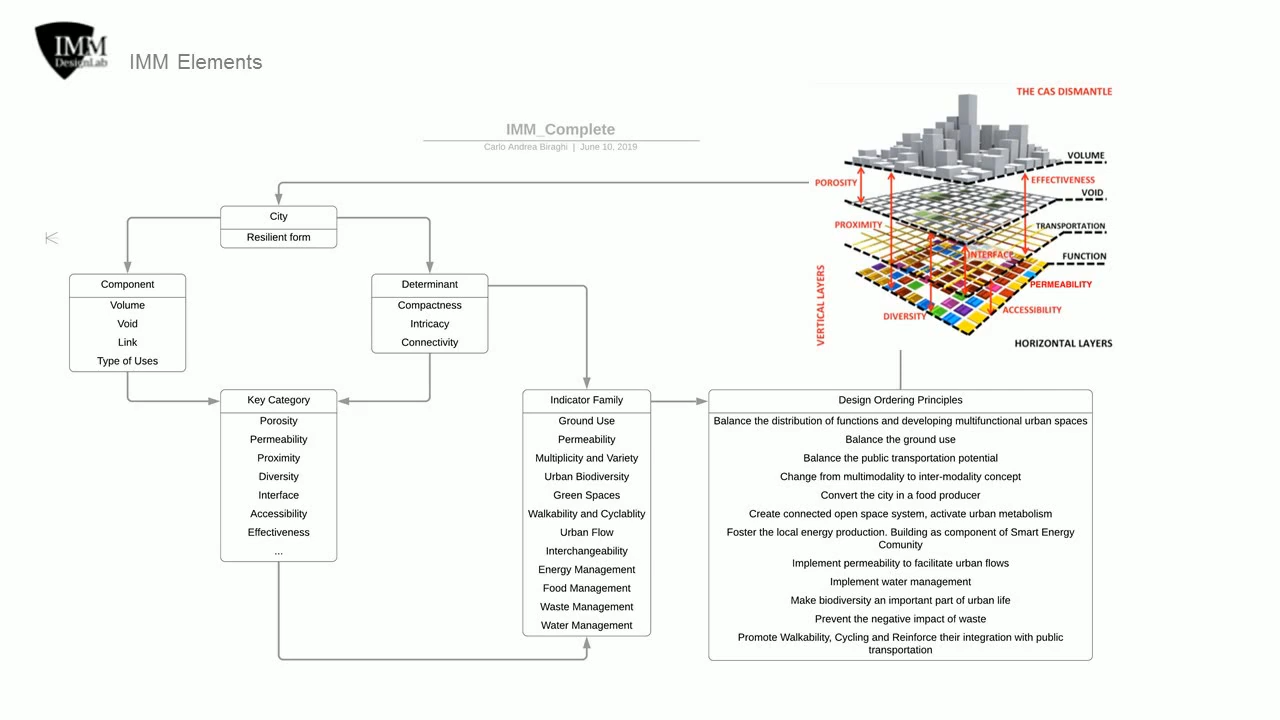 IMM
DesignLab
IMM Elements
IMM_Complete
Carlo Andrea Biraghi | June 10, 2019
THE CAS DISMANTLE
VOLUME
POROSITY
EFFECTIVENESS
VOID
PROXIMITY
TRANSPORTATION
INTERFACE
FUNCTION
PERMEABILITY
ACCESSIBILITY
DIVERSITY
VERTICAL LAYERS
HORIZONTAL LAYERS
City
Resilient form
Component
Volume
Void
Link
Type of Uses
Determinant
Compactness
Intricacy
Connectivity
Key Category
Porosity
Permeability
Proximity
Diversity
Interface
Accessibility
Effectiveness
...
Indicator Family
Ground Use
Permeability
Multiplicity and Variety
Urban Biodiversity
Green Spaces
Walkability and Cyclablity
Urban Flow
Interchangeability
Energy Management
Food Management
Waste Management
Water Management
Design Ordering Principles
Balance the distribution of functions and developing multifunctional urban spaces
Balance the ground use
Balance the public transportation potential
Change from multimodality to inter-modality concept
Convert the city in a food producer
Create connected open space system, activate urban metabolism
Foster the local energy production. Building as component of Smart Energy
Comunity
Implement permeability to facilitate urban flows
Implement water management
Make biodiversity an important part of urban life
Prevent the negative impact of waste
Promote Walkability, Cycling and Reinforce their integration with public
transportation